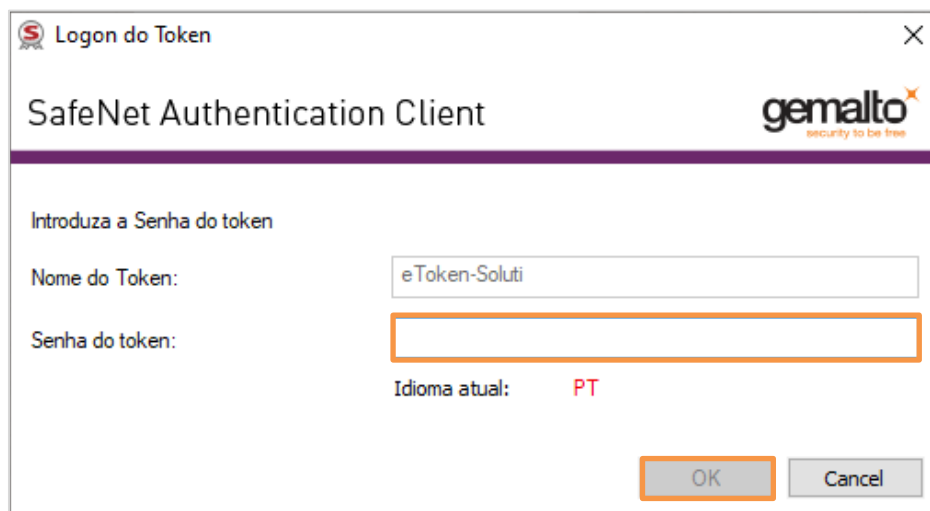 Logon do Token
SafeNet Authentication Client
gemalto
security to be free
Introduza a Senha do token
Nome do Token: eToken-Soluti
Senha do token:
Idioma atual: PT
OK Cancel